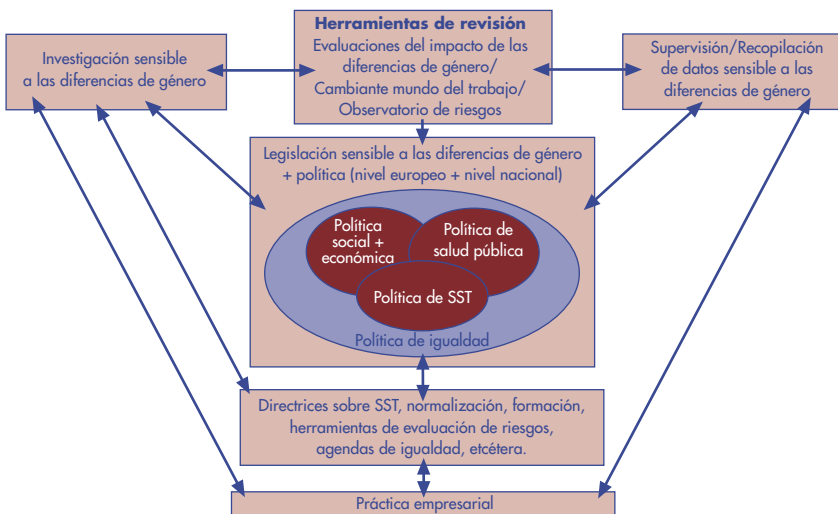 Herramientas de revisión
Evaluaciones del impacto de las
diferencias de género/
Cambiante mundo del trabajo/
Observatorio de riesgos
Investigación sensible
a las diferencias de género
Supervisión/Recopilación
de datos sensible a las
diferencias de género
Legislación sensible a las diferencias de género
+ política (nivel europeo + nivel nacional)
Política
social +
económica
Política de
salud pública
Política de SST
Política de igualdad
Directrices sobre SST, normalización, formación,
herramientas de evaluación de riesgos,
agendas de igualdad, etcétera.
Práctica empresarial